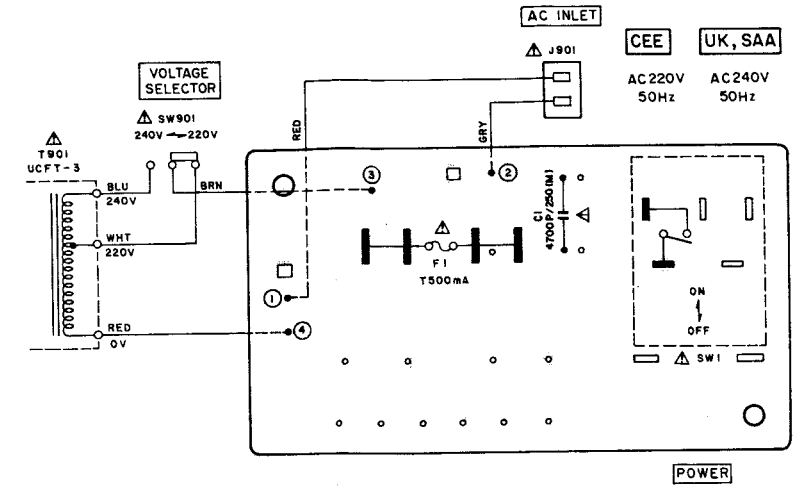 AC INLET
J901
CEE
UK, SAA
AC220V
50Hz
AC240V
50Hz
VOLTAGE
SELECTOR
SW901
240V 220V
T901
UCFT-3
RED
GRY
BLU
240V
BRN
WHT
220V
RED
0V
3
2
1
4
F1
T500mA
C1
4700P/250(M)
ON
OFF
SW1
POWER